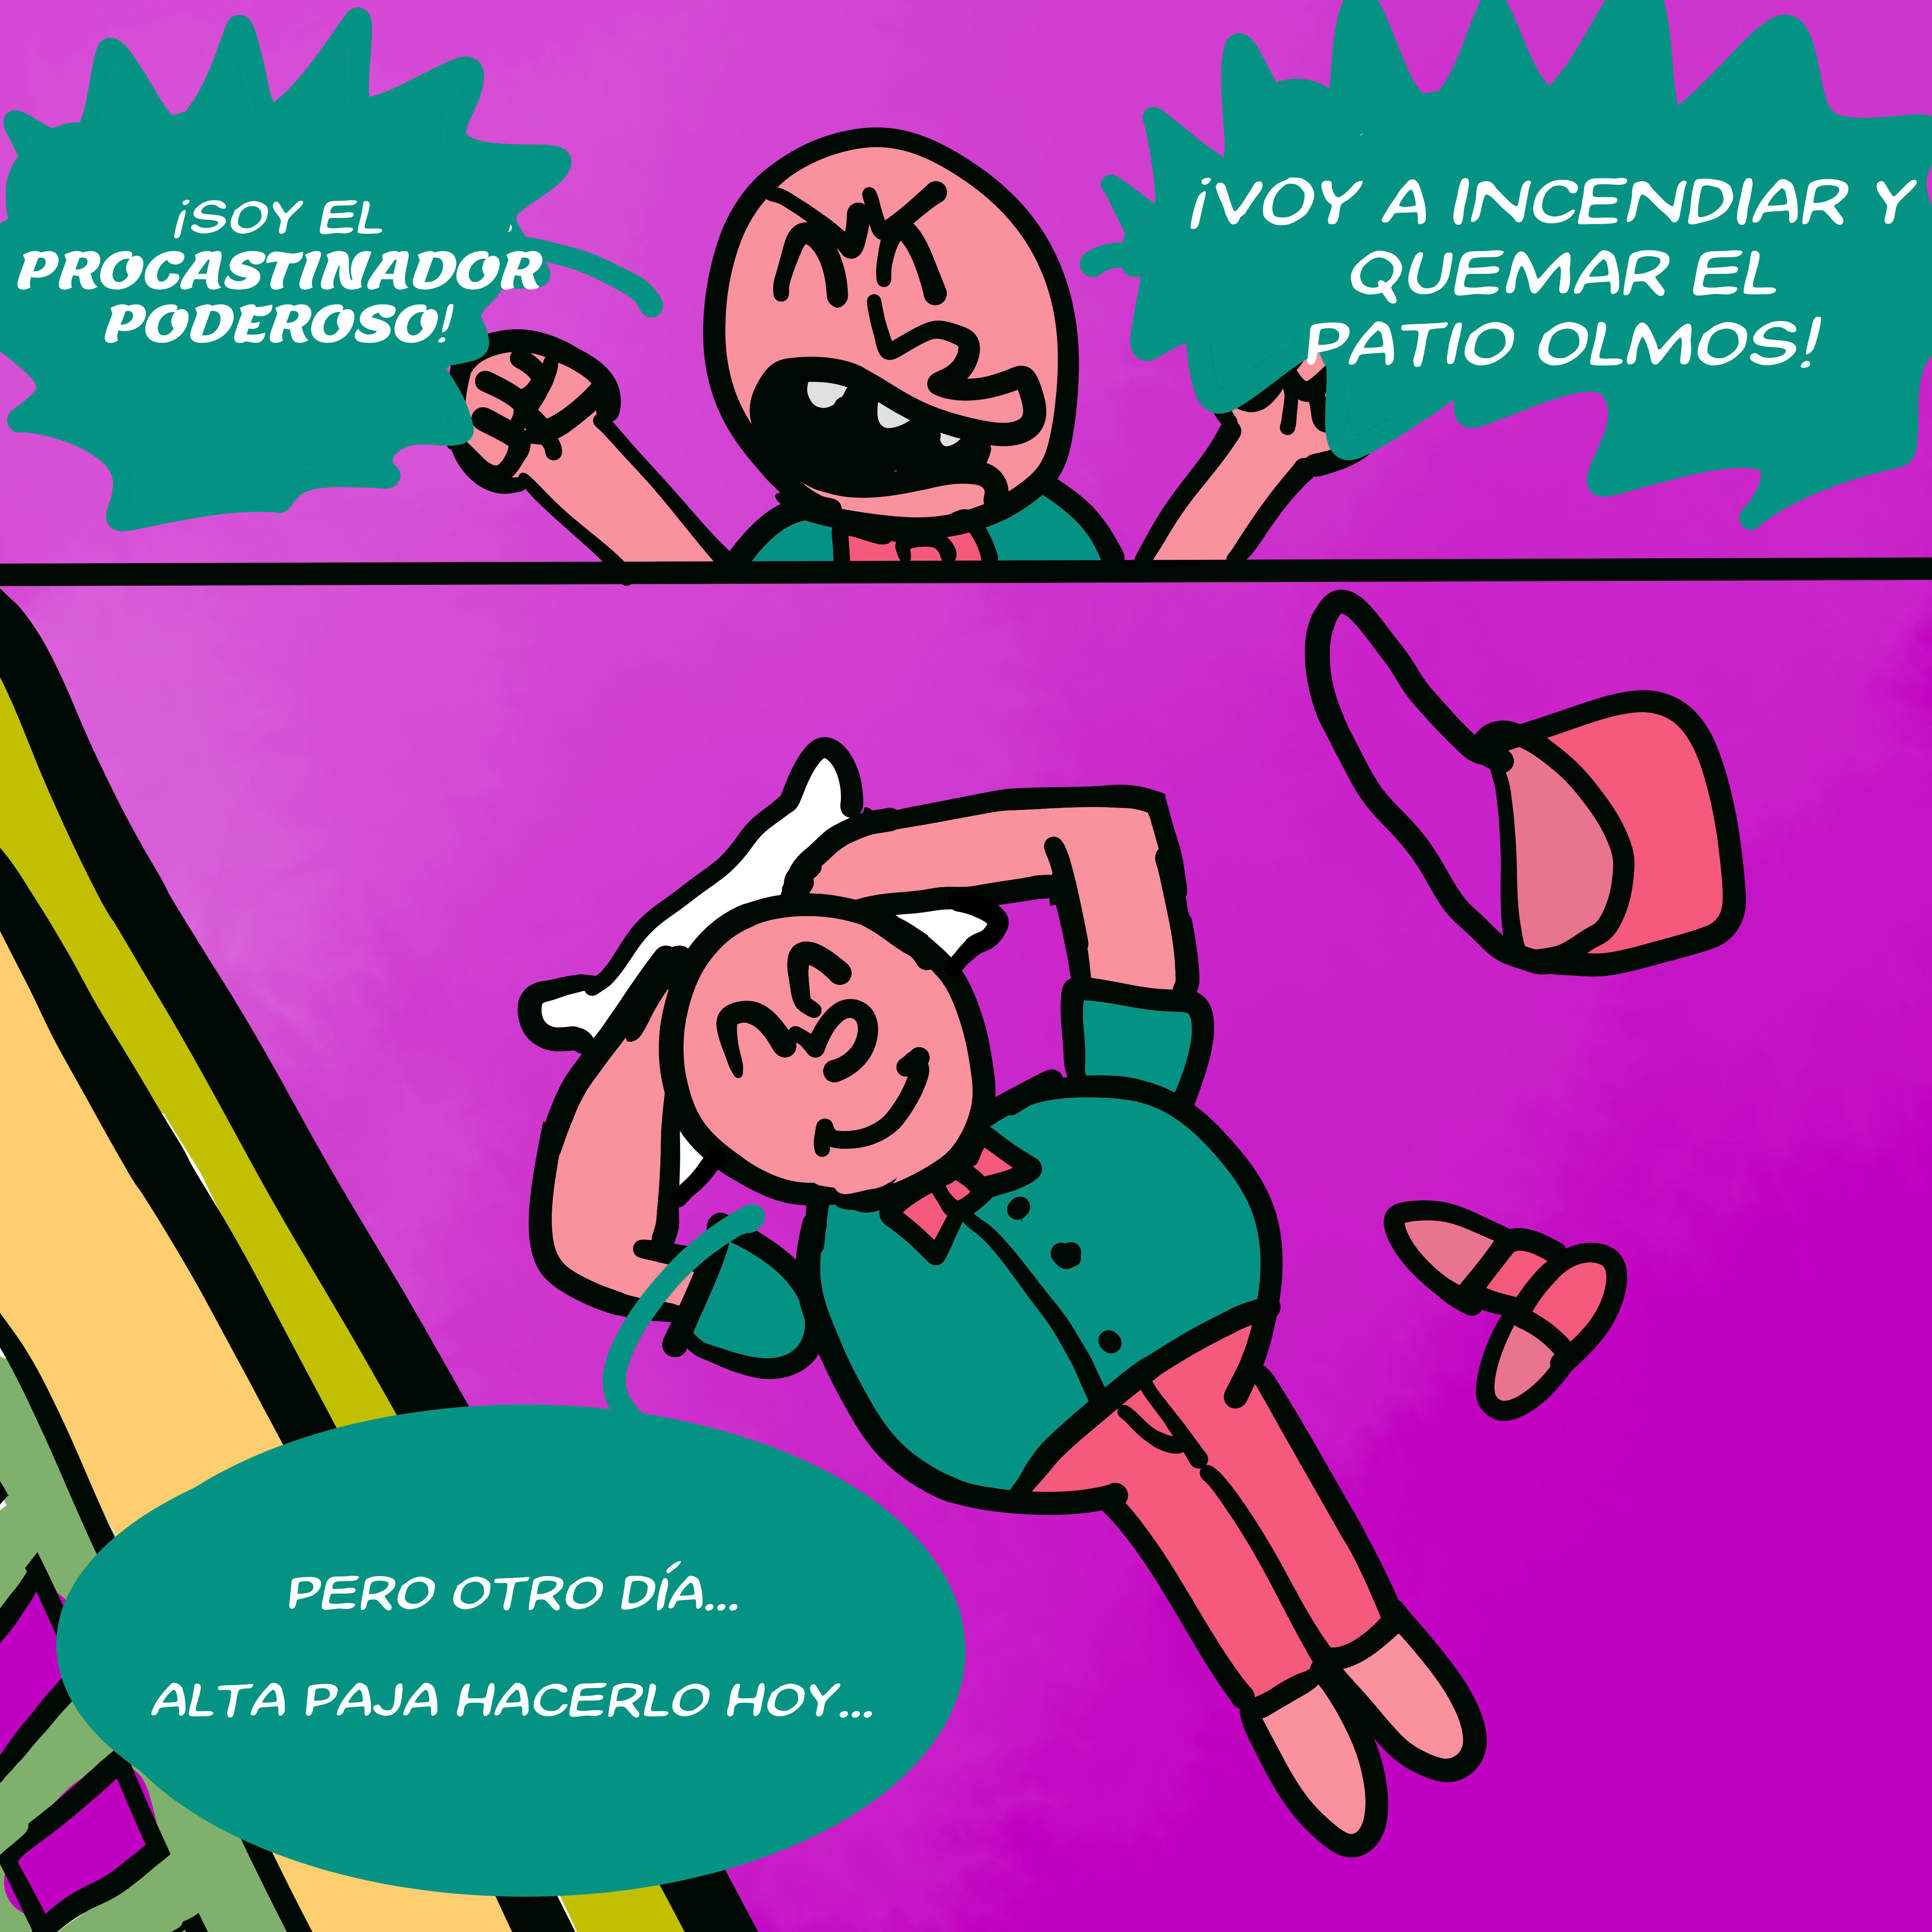 ¡SOY EL
PROCASTINADOR
PODEROSO!
¡VOY A INCENDIAR Y
QUEMAR EL
PATIO OLMOS!
PERO OTRO DÍA...
ALTA PAJA HACERLO HOY...